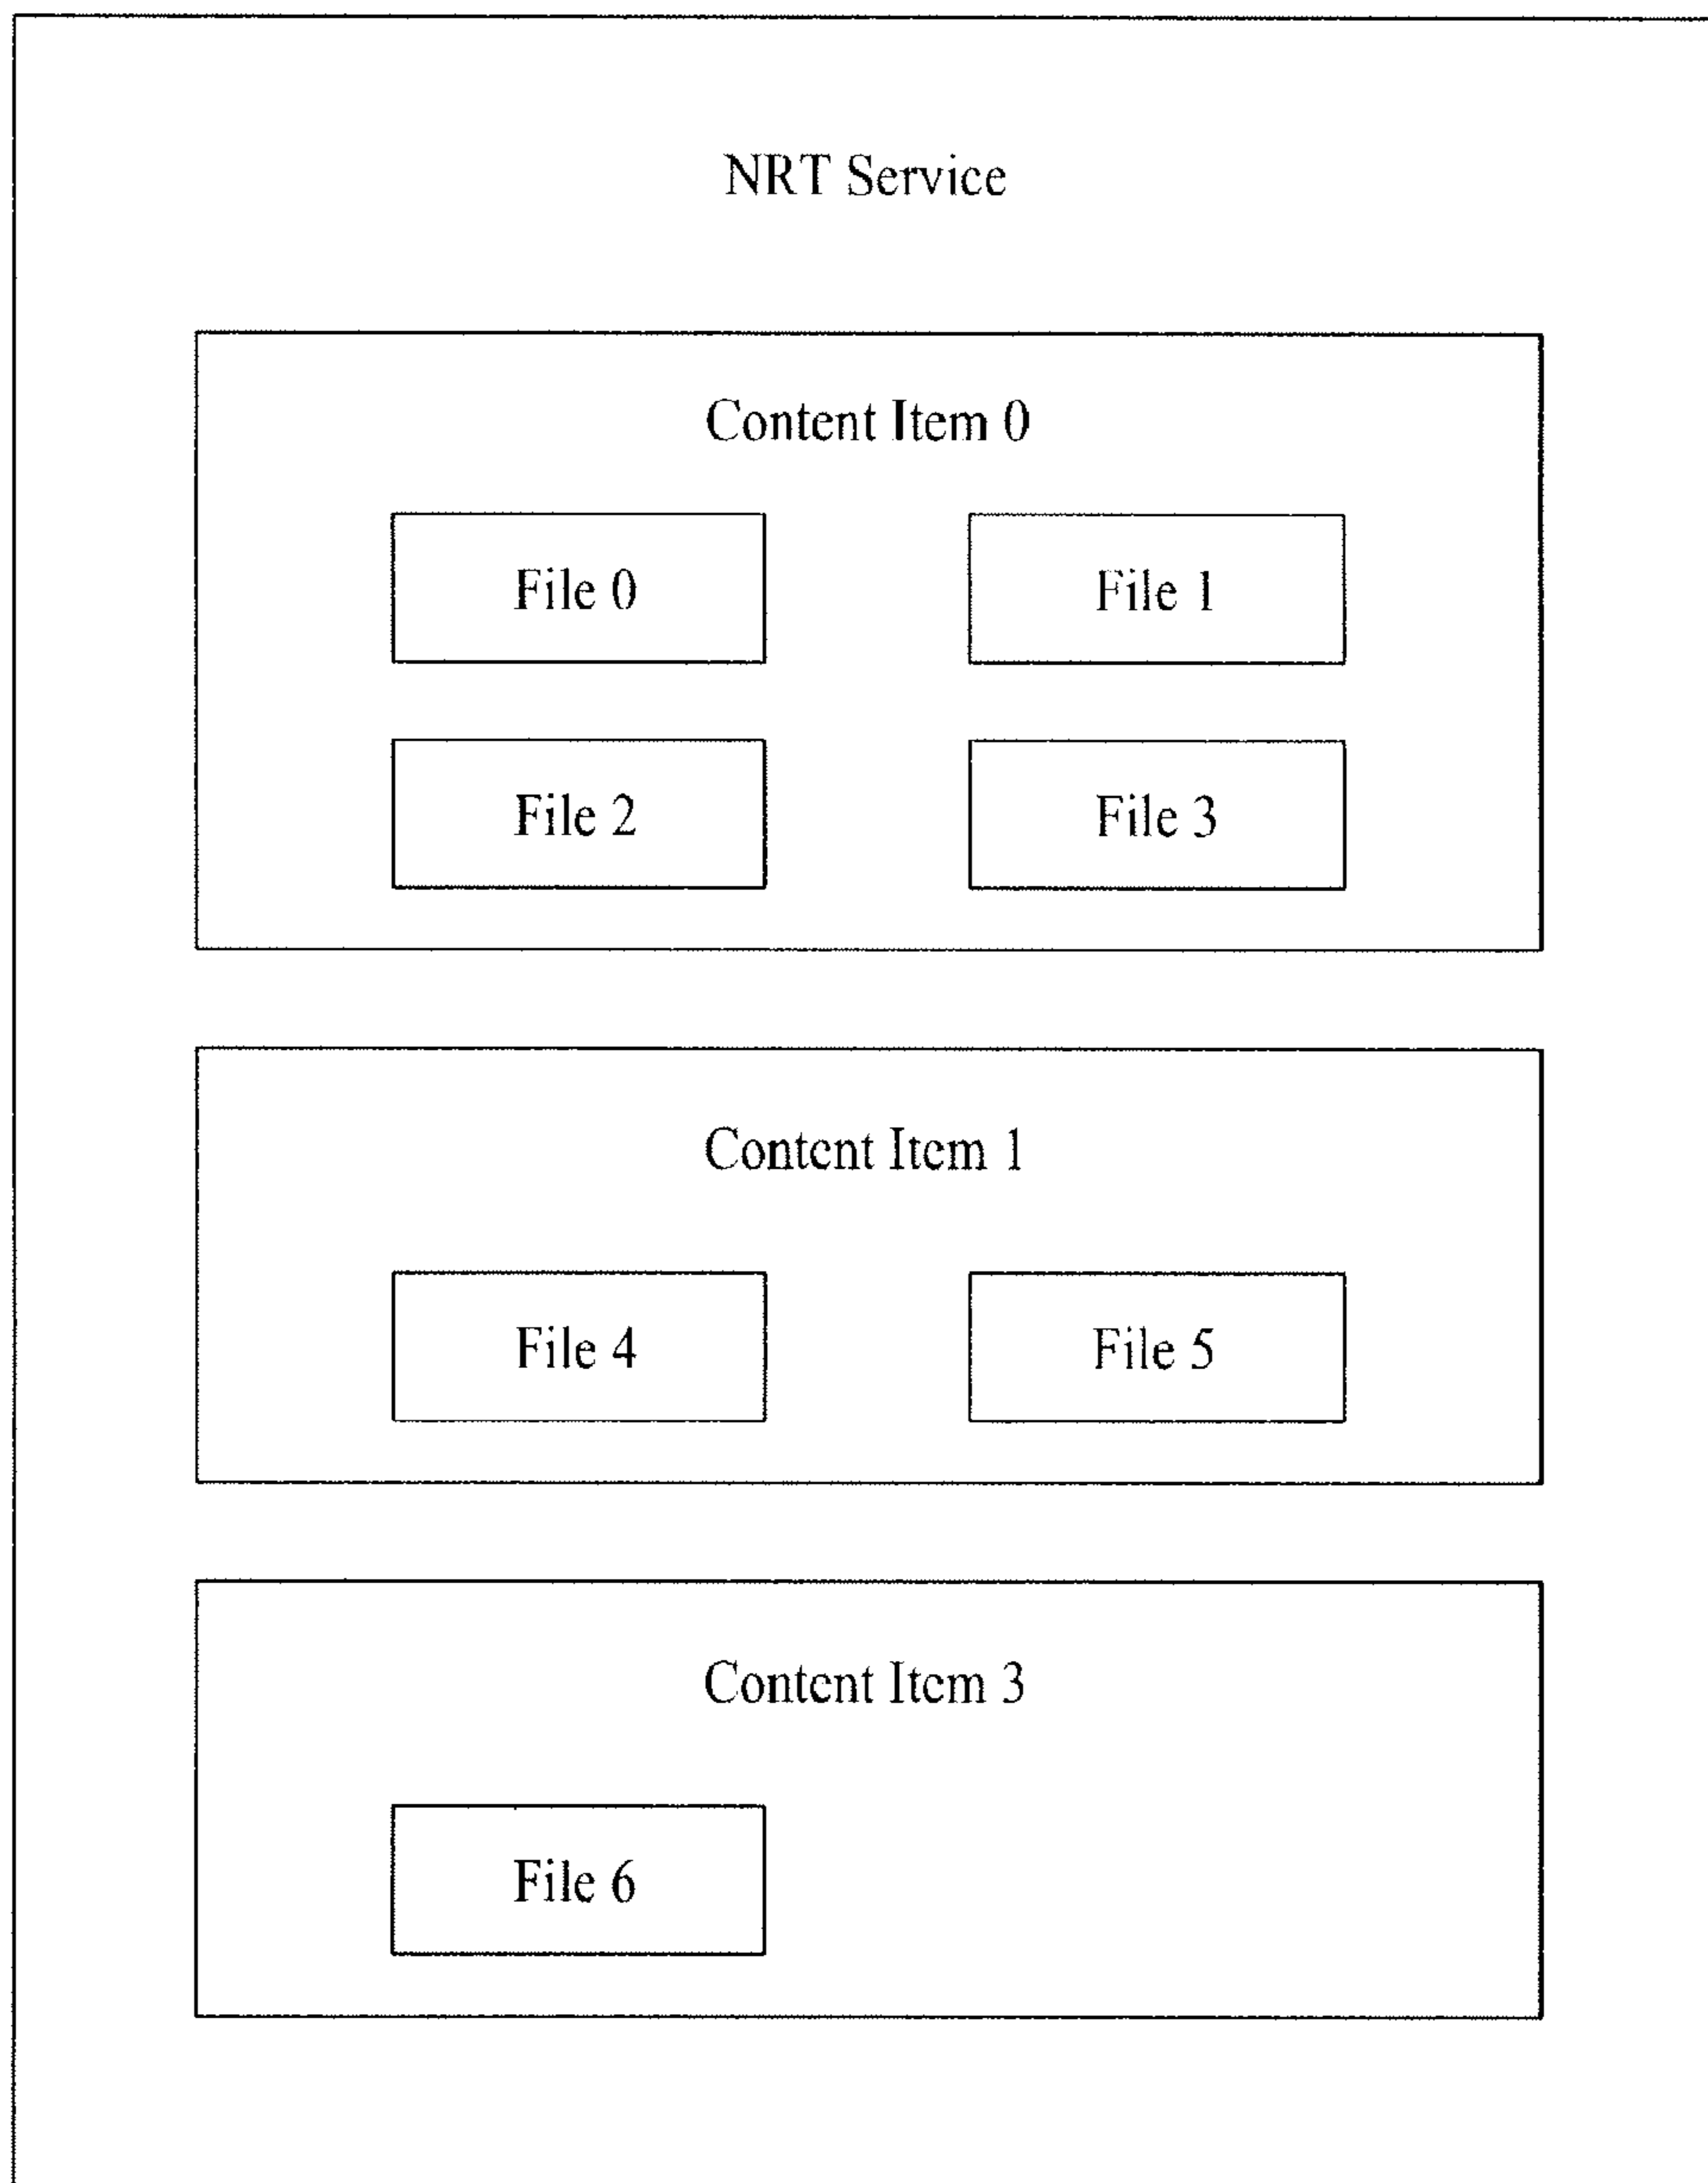 NRT Service
Content Item 0
File 0
File 1
File 2
File 3
Content Item 1
File 4
File 5
Content Item 3
File 6